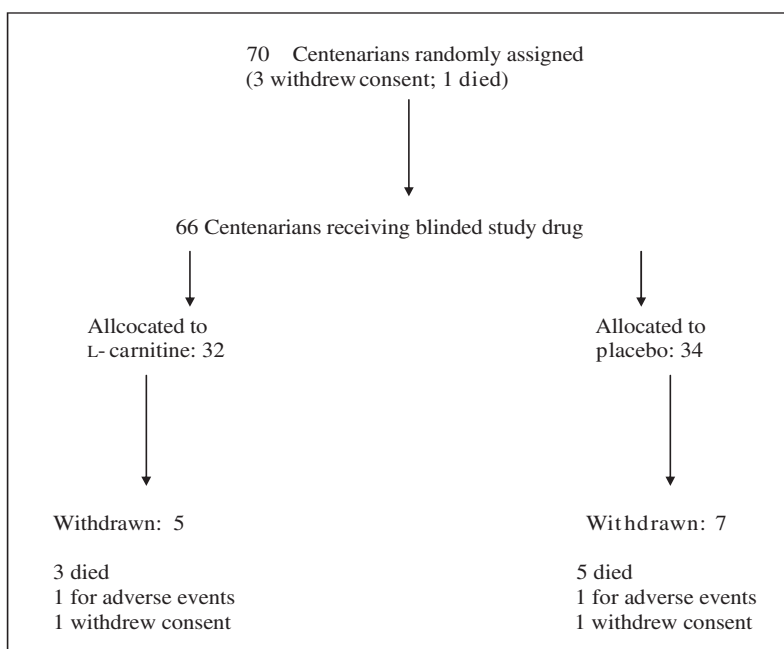 70 Centenarians randomly assigned
(3 withdrew consent; 1 died)
66 Centenarians receiving blinded study drug
Allcocated to
L-carnitine: 32
Allocated to
placebo: 34
Withdrawn: 5
3 died
1 for adverse events
1 withdrew consent
Withdrawn: 7
5 died
1 for adverse events
1 withdrew consent